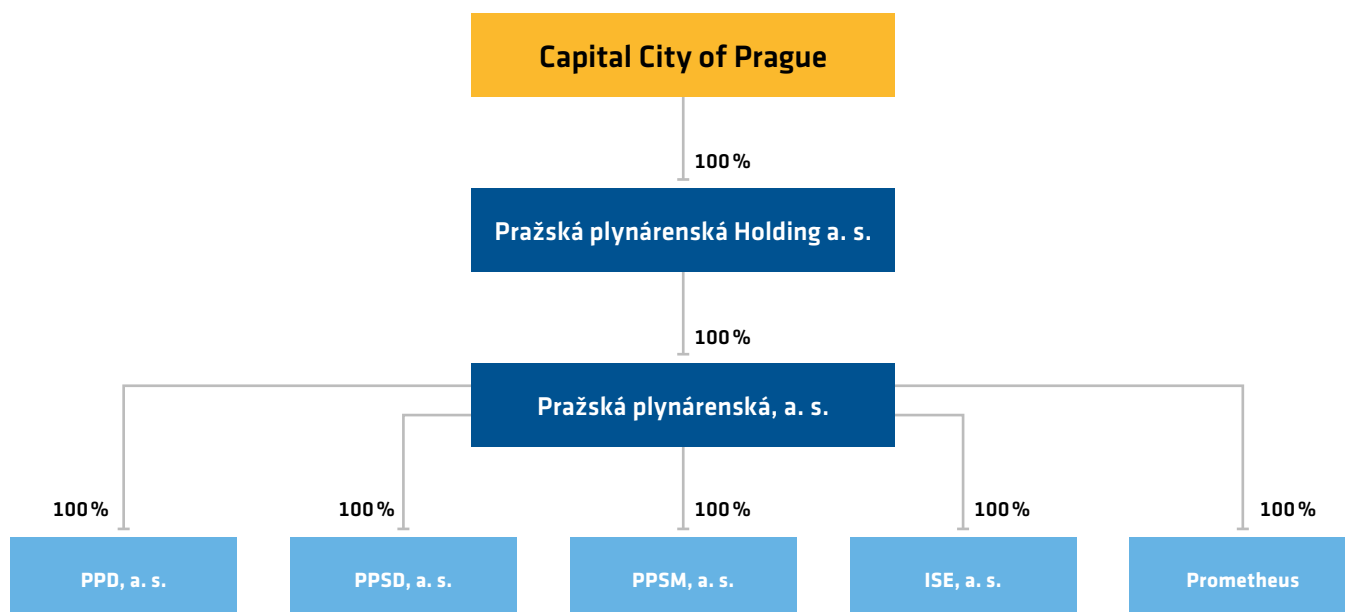 Capital City of Prague
100 %
Pražská plynárenská Holding a. s.
100 %
Pražská plynárenská, a. s.
100 %
100 %
100 %
100 %
100 %
PPD, a. s.
PPSD, a. s.
PPSM, a. s.
ISE, a. s.
Prometheus